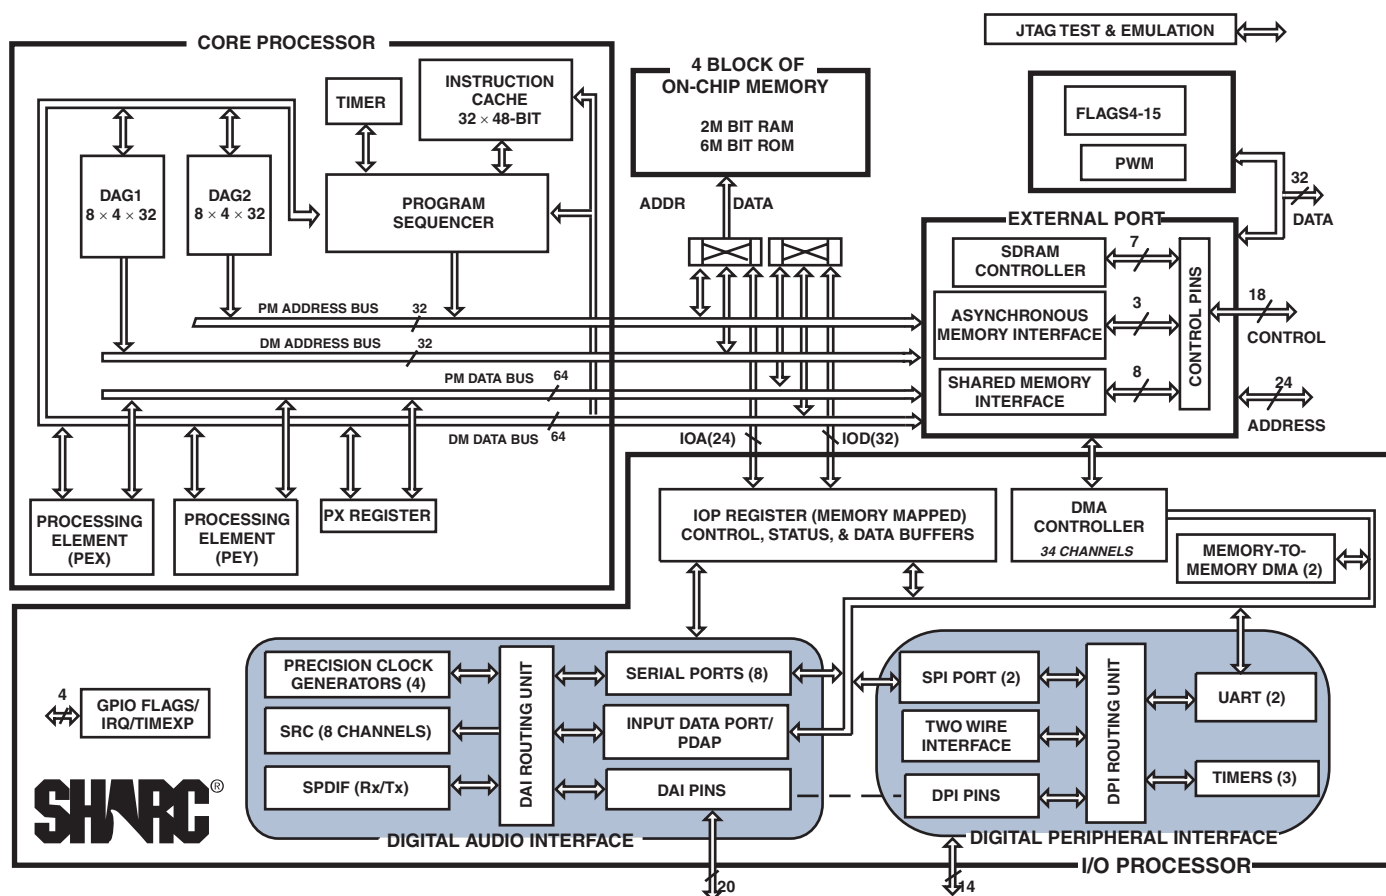 CORE PROCESSOR
TIMER
INSTRUCTION
CACHE
32 × 48-BIT
DAG1
8 × 4 × 32
DAG2
8 × 4 × 32
PROGRAM
SEQUENCER
PM ADDRESS BUS
32
DM ADDRESS BUS
32
PM DATA BUS
64
DM DATA BUS
64
PROCESSING
ELEMENT
(PEX)
PROCESSING
ELEMENT
(PEY)
PX REGISTER
4 BLOCK OF
ON-CHIP MEMORY
2M BIT RAM
6M BIT ROM
ADDR
DATA
IOA(24)
IOD(32)
JTAG TEST & EMULATION
FLAGS4-15
PWM
32
DATA
EXTERNAL PORT
SDRAM
CONTROLLER
7
ASYNCHRONOUS
MEMORY INTERFACE
3
SHARED MEMORY
INTERFACE
8
CONTROL PINS
18
CONTROL
24
ADDRESS
IOP REGISTER (MEMORY MAPPED)
CONTROL, STATUS, & DATA BUFFERS
DMA
CONTROLLER
34 CHANNELS
MEMORY-TO-
MEMORY DMA (2)
4
GPIO FLAGS/
IRQ/TIMEXP
SHARC®
PRECISION CLOCK
GENERATORS (4)
SRC (8 CHANNELS)
SPDIF (Rx/Tx)
DAI ROUTING UNIT
SERIAL PORTS (8)
INPUT DATA PORT/
PDAP
DAI PINS
DIGITAL AUDIO INTERFACE
20
SPI PORT (2)
TWO WIRE
INTERFACE
DPI PINS
DPI ROUTING UNIT
UART (2)
TIMERS (3)
DIGITAL PERIPHERAL INTERFACE
I/O PROCESSOR
14